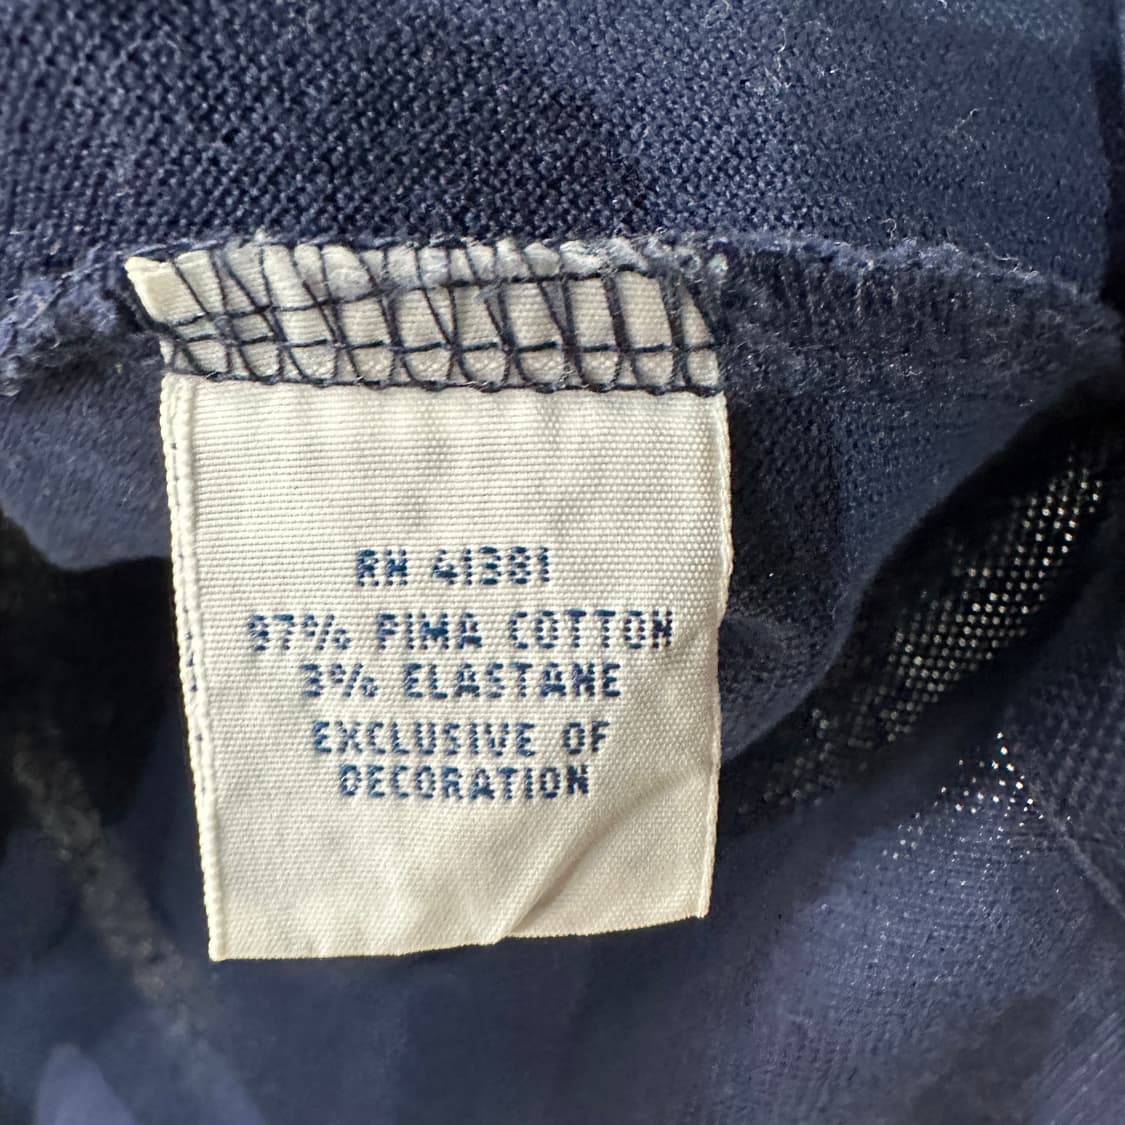 RN 41381
97% PIMA COTTON
3% ELASTANE
EXCLUSIVE OF
DECORATION